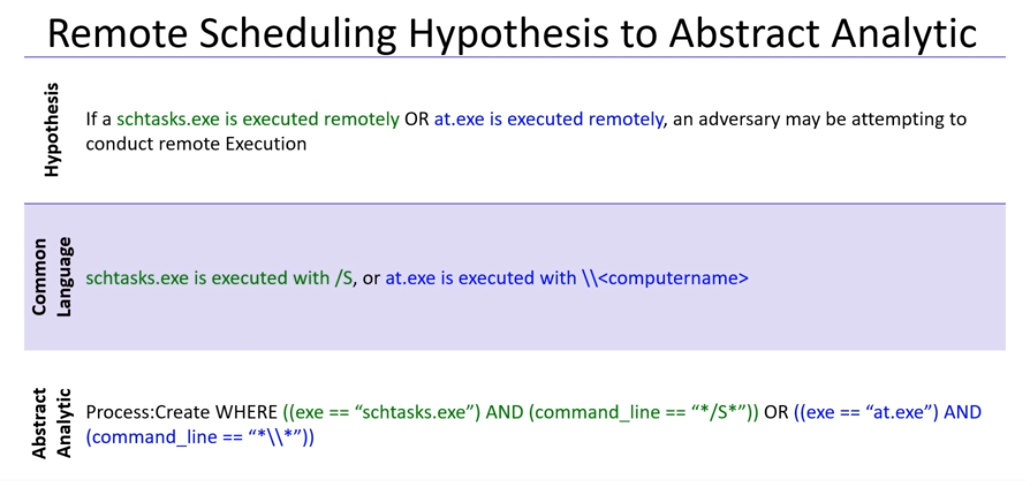 Remote Scheduling Hypothesis to Abstract Analytic
Hypothesis
If a schtasks.exe is executed remotely OR at.exe is executed remotely, an adversary may be attempting to
conduct remote Execution
Common
Language
schtasks.exe is executed with /S, or at.exe is executed with \\<computername>
Abstract
Analytic
Process:Create WHERE ((exe == “schtasks.exe”) AND (command_line == “*/S*”)) OR ((exe == “at.exe”) AND
(command_line == “*\\*”))